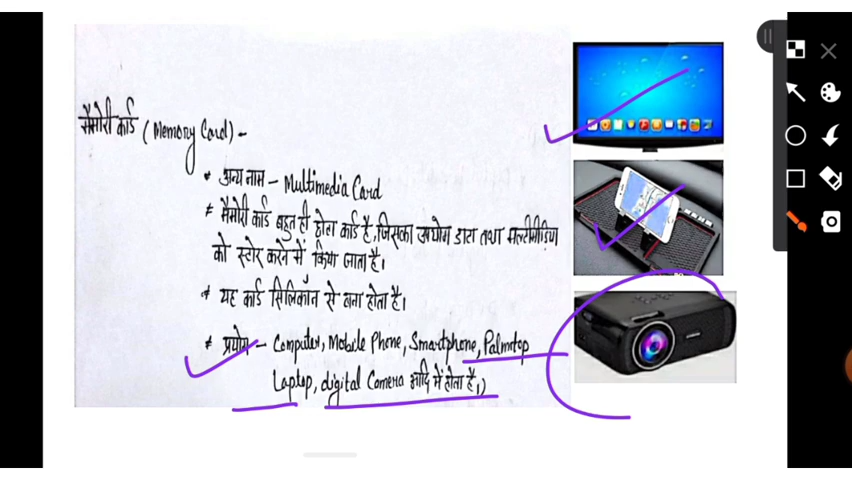 मैमोरी कार्ड (Memory Card) -
* अन्य नाम - Multimedia Card
* मैमोरी कार्ड बहुत ही छोटा कार्ड है, जिसका उपयोग डाटा तथा मल्टीमीडिया
को स्टोर करने में किया जाता है।
* यह कार्ड सिलिकॉन से बना होता है।
* प्रयोग - Computer, Mobile Phone, Smartphone, Palmtop
Laptop, digital Camera आदि में होता है।)